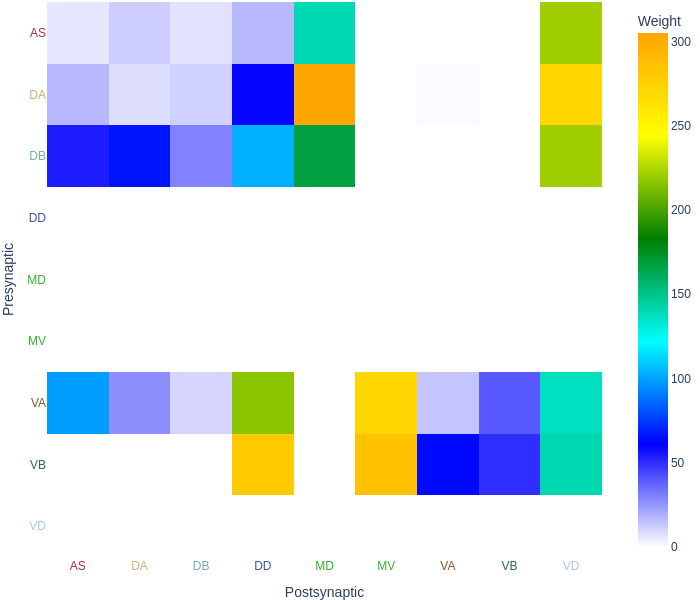 Weight
AS
DA
DB
DD
MD
MV
VA
VB
VD
Presynaptic
AS DA DB DD MD MV VA VB VD
Postsynaptic
300
250
200
150
100
50
0